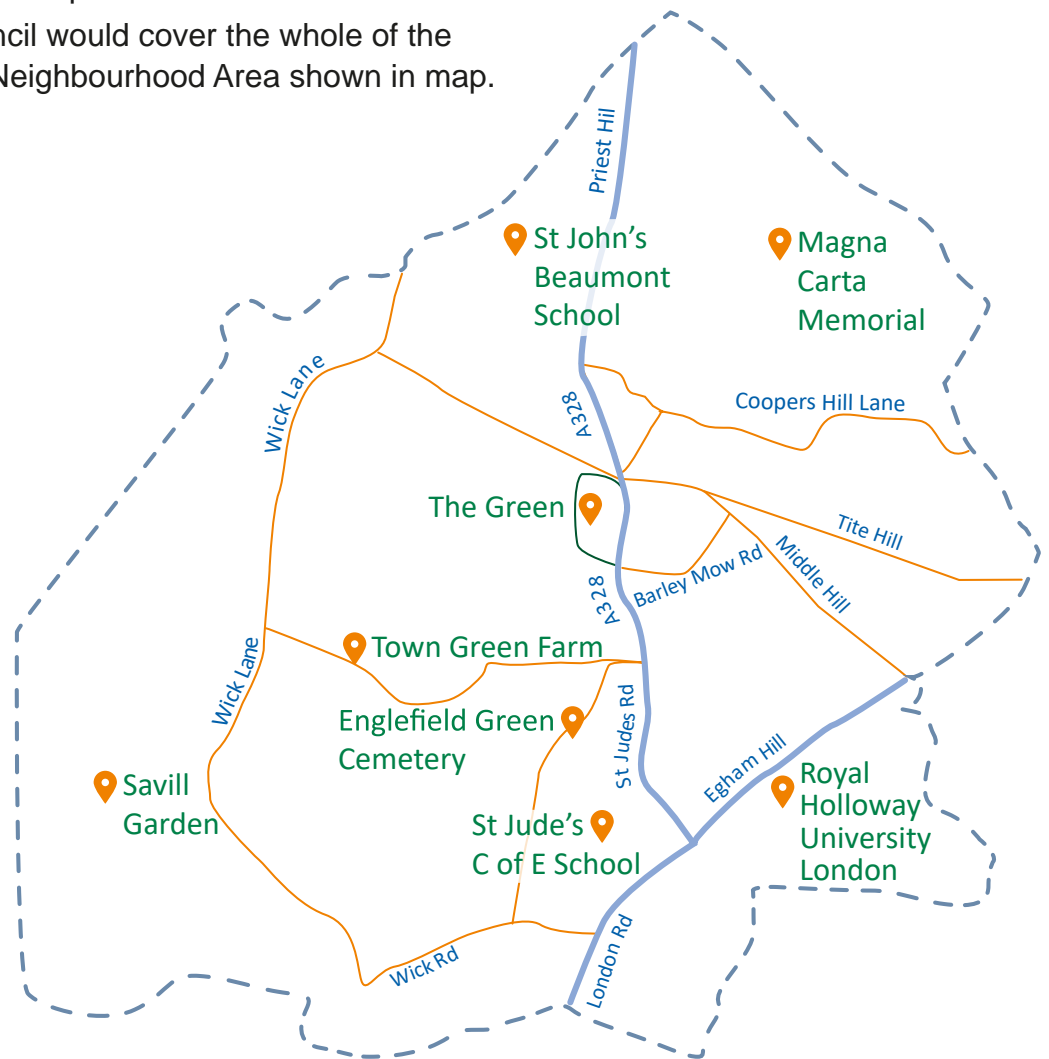 ncil would cover the whole of the
Neighbourhood Area shown in map.
Priest Hil
St John's
Beaumont
School
Magna
Carta
Memorial
Wick Lane
A328
Coopers Hill Lane
The Green
Tite Hill
Middle Hill
Barley Mow Rd
A328
Town Green Farm
Wick Lane
Englefield Green
Cemetery
St Judes Rd
Egham Hill
Savill
Garden
Royal
Holloway
University
London
St Jude's
C of E School
Wick Rd
London Rd